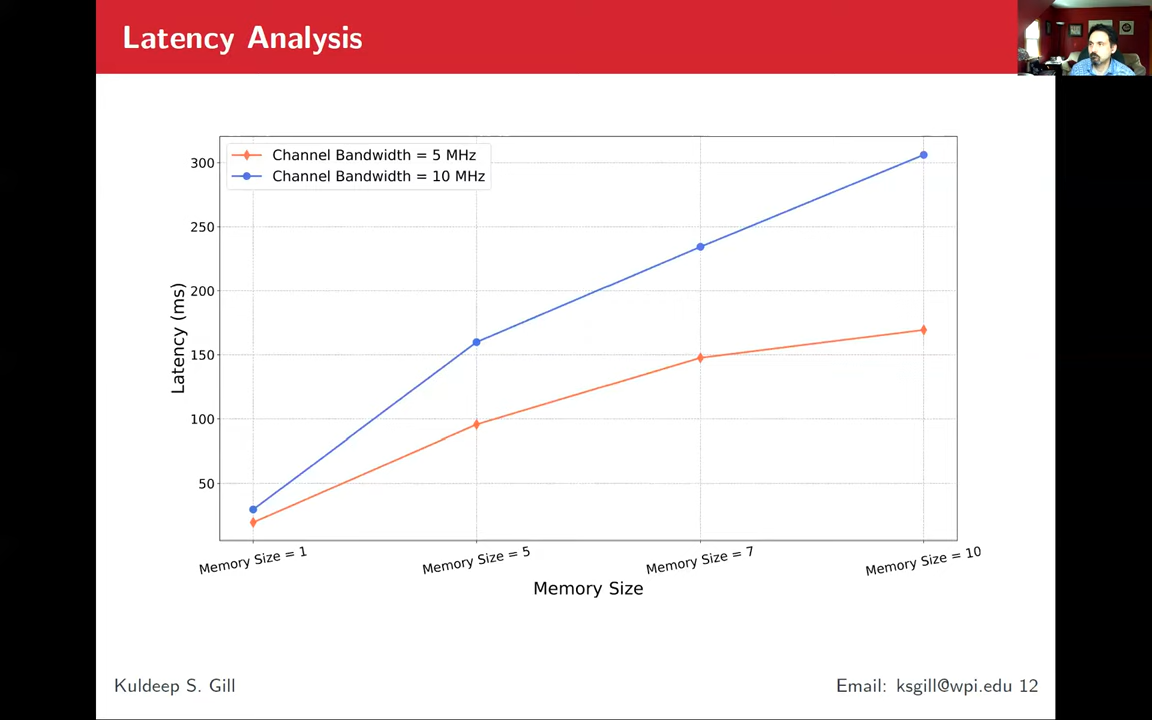 Latency Analysis
Channel Bandwidth = 5 MHz
Channel Bandwidth = 10 MHz
300
250
200
150
100
50
Latency (ms)
Memory Size = 1
Memory Size = 5
Memory Size = 7
Memory Size = 10
Memory Size
Kuldeep S. Gill
Email: ksgill@wpi.edu 12